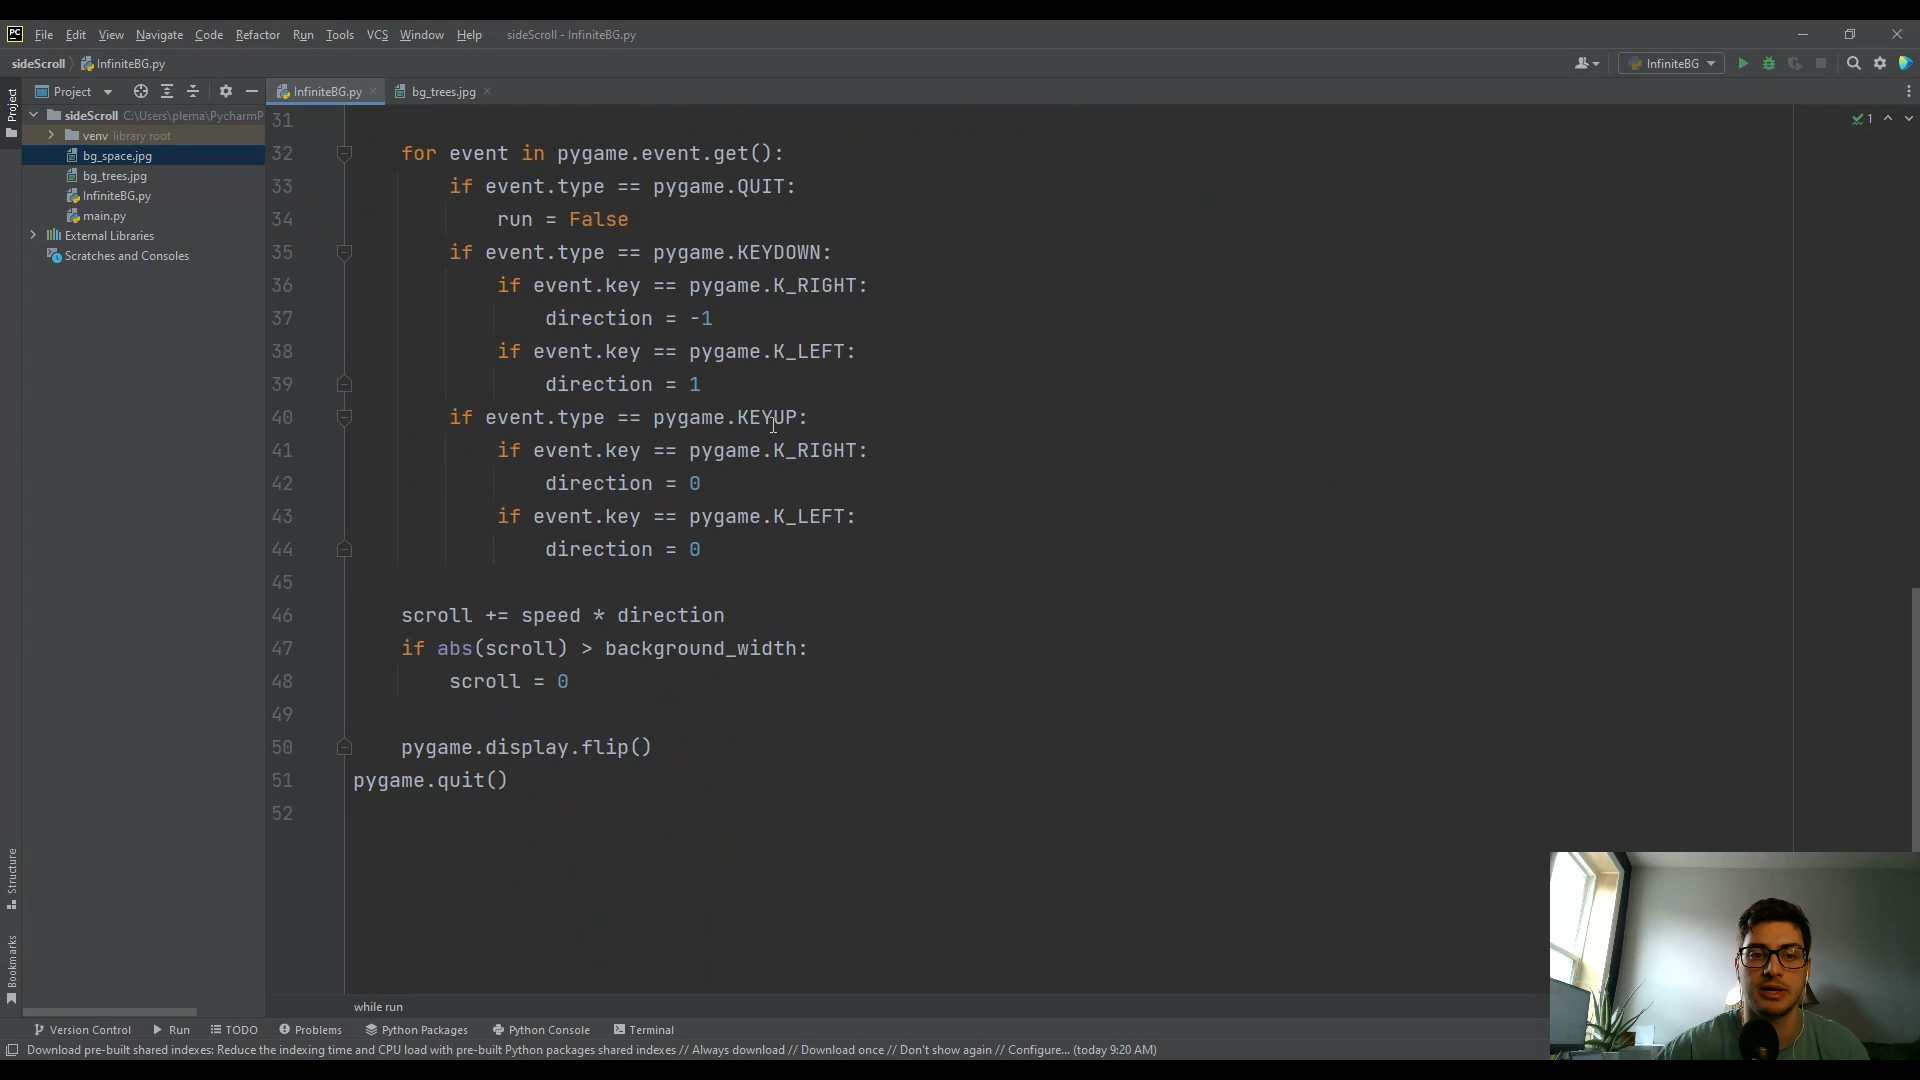 PC File Edit View Navigate Code Refactor Run Tools VCS Window Help sideScroll - InfiniteBG.py
sideScroll InfiniteBG.py InfiniteBG
Project InfiniteBG.py bg_trees.jpg
Project
sideScroll C:\Users\plema\PycharmP
venv library root
bg_space.jpg
bg_trees.jpg
InfiniteBG.py
main.py
External Libraries
Scratches and Consoles
1
31
32 for event in pygame.event.get():
33 if event.type == pygame.QUIT:
34 run = False
35 if event.type == pygame.KEYDOWN:
36 if event.key == pygame.K_RIGHT:
37 direction = -1
38 if event.key == pygame.K_LEFT:
39 direction = 1
40 if event.type == pygame.KEYUP:
41 if event.key == pygame.K_RIGHT:
42 direction = 0
43 if event.key == pygame.K_LEFT:
44 direction = 0
45
46 scroll += speed * direction
47 if abs(scroll) > background_width:
48 scroll = 0
49
50 pygame.display.flip()
51 pygame.quit()
52
Structure
Bookmarks
while run
Version Control Run TODO Problems Python Packages Python Console Terminal
Download pre-built shared indexes: Reduce the indexing time and CPU load with pre-built Python packages shared indexes // Always download // Download once // Don't show again // Configure... (today 9:20 AM)